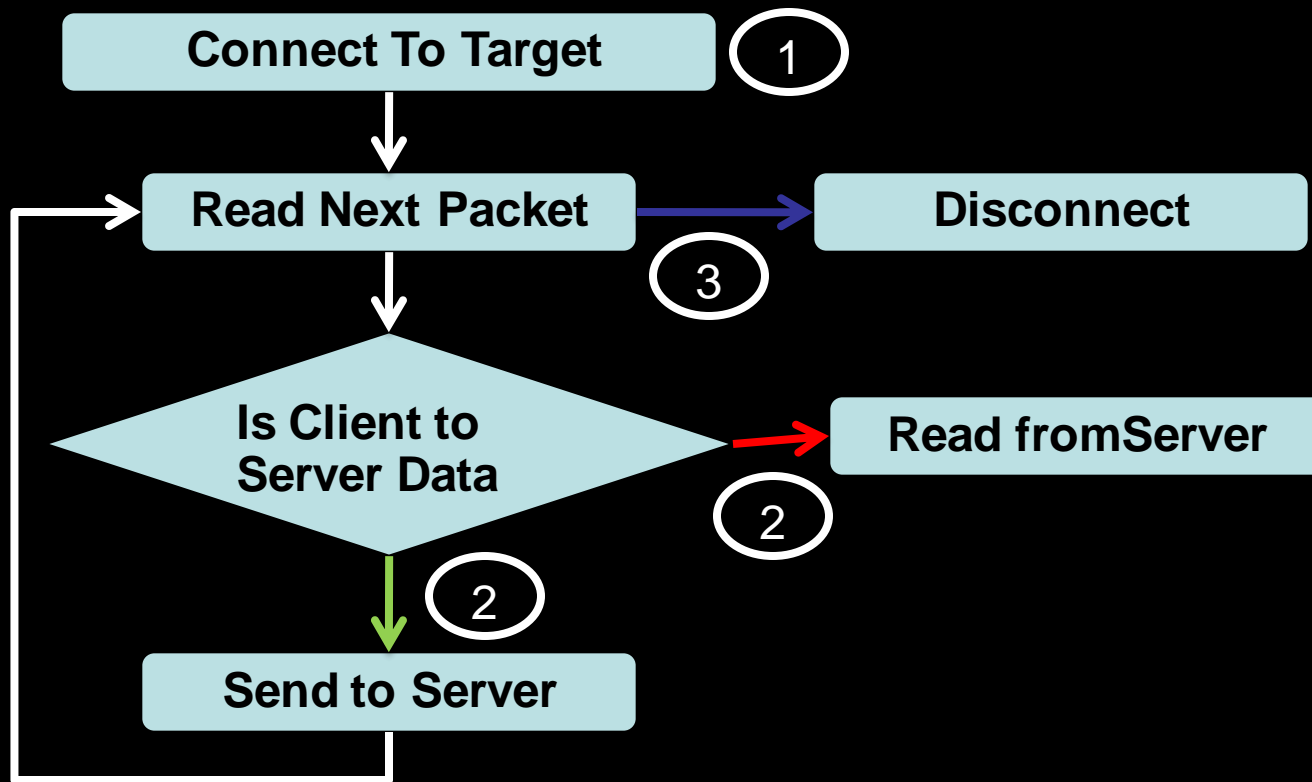 Connect To Target
1
Read Next Packet
Disconnect
3
Is Client to
Server Data
Read fromServer
2
2
Send to Server